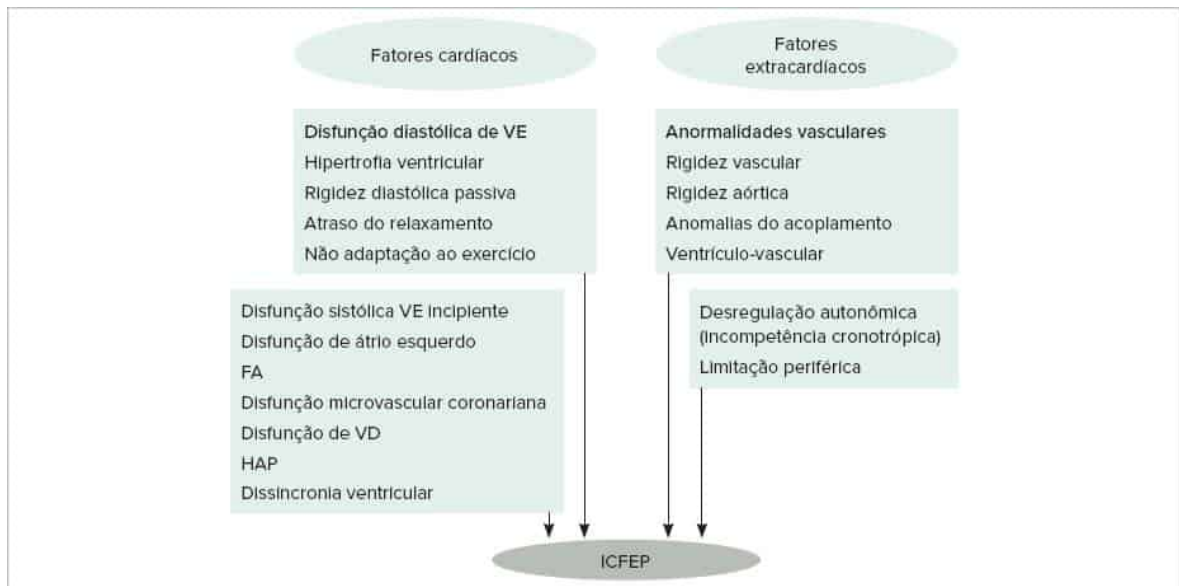 Fatores cardíacos
Fatores
extracardíacos
Disfunção diastólica de VE
Hipertrofia ventricular
Rigidez diastólica passiva
Atraso do relaxamento
Não adaptação ao exercício
Anormalidades vasculares
Rigidez vascular
Rigidez aórtica
Anomalias do acoplamento
Ventrículo-vascular
Disfunção sistólica VE incipiente
Disfunção de átrio esquerdo
FA
Disfunção microvascular coronariana
Disfunção de VD
HAP
Dissincronia ventricular
Desregulação autonômica
(incompetência cronotrópica)
Limitação periférica
ICFEP